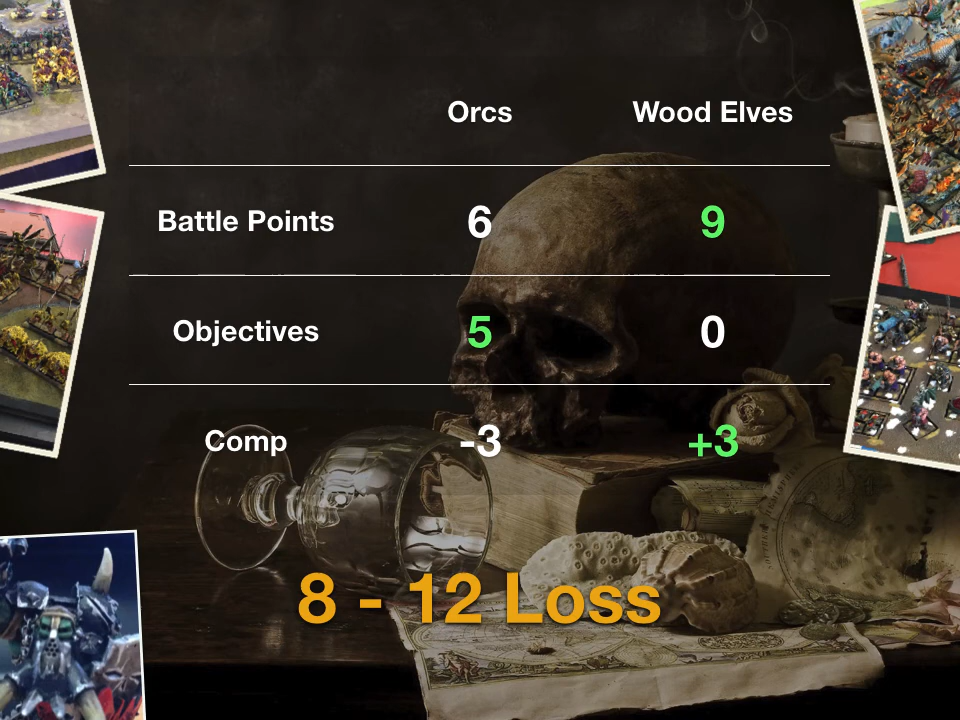 Orcs Wood Elves
Battle Points 6 9
Objectives 5 0
Comp -3 +3
8 - 12 Loss